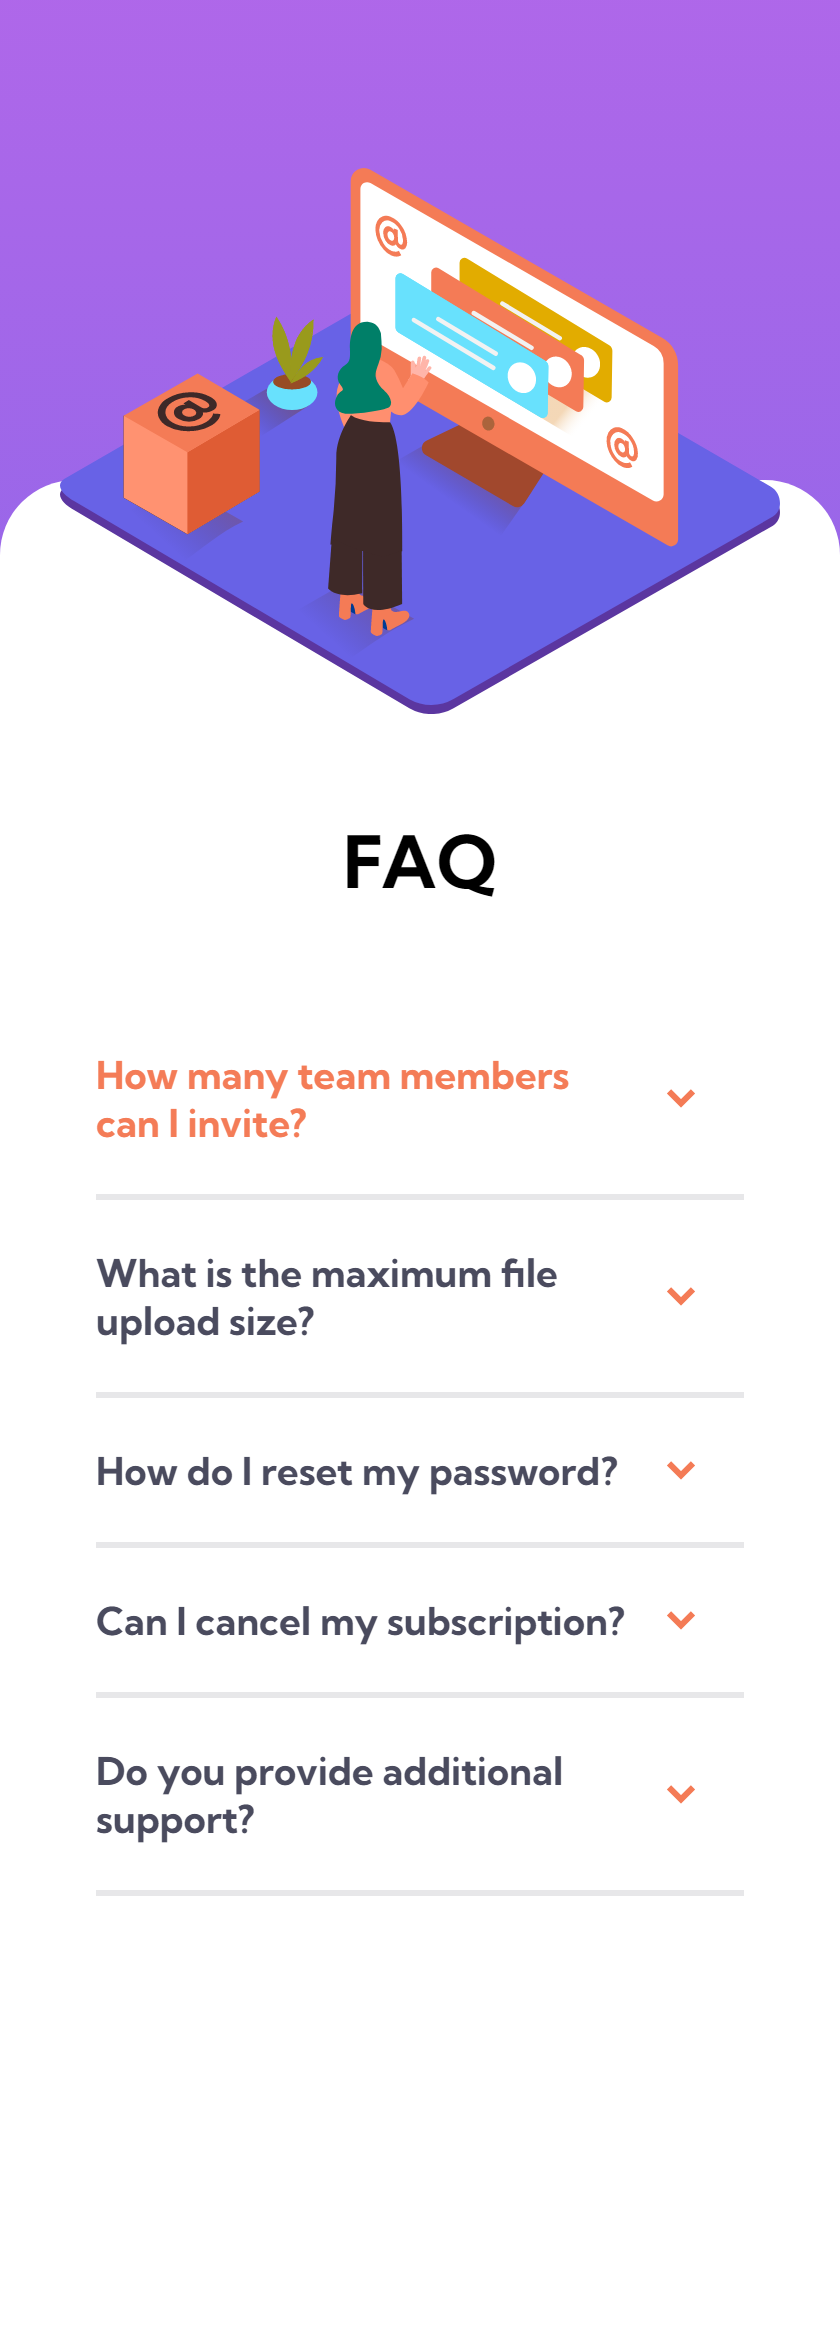 @
@
@
FAQ
How many team members
can I invite?
What is the maximum file
upload size?
How do I reset my password?
Can I cancel my subscription?
Do you provide additional
support?